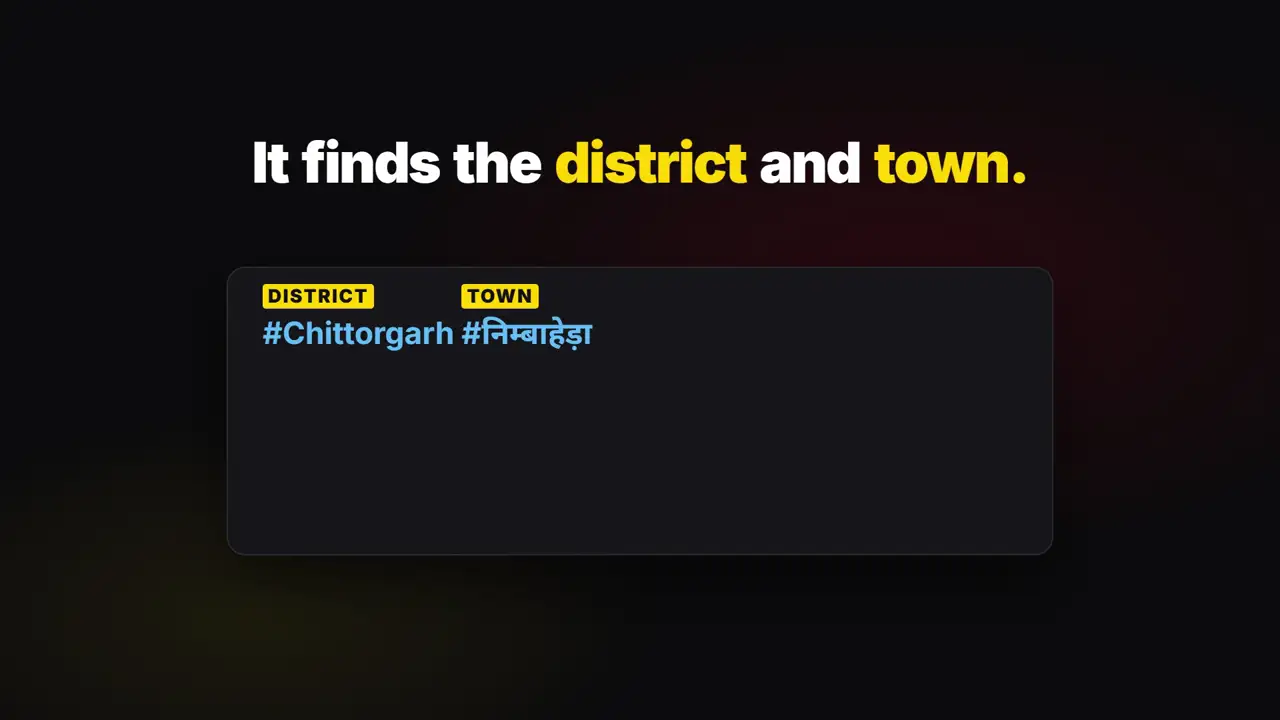 It finds the district and town.
DISTRICT TOWN
#Chittorgarh #निम्बाहेड़ा